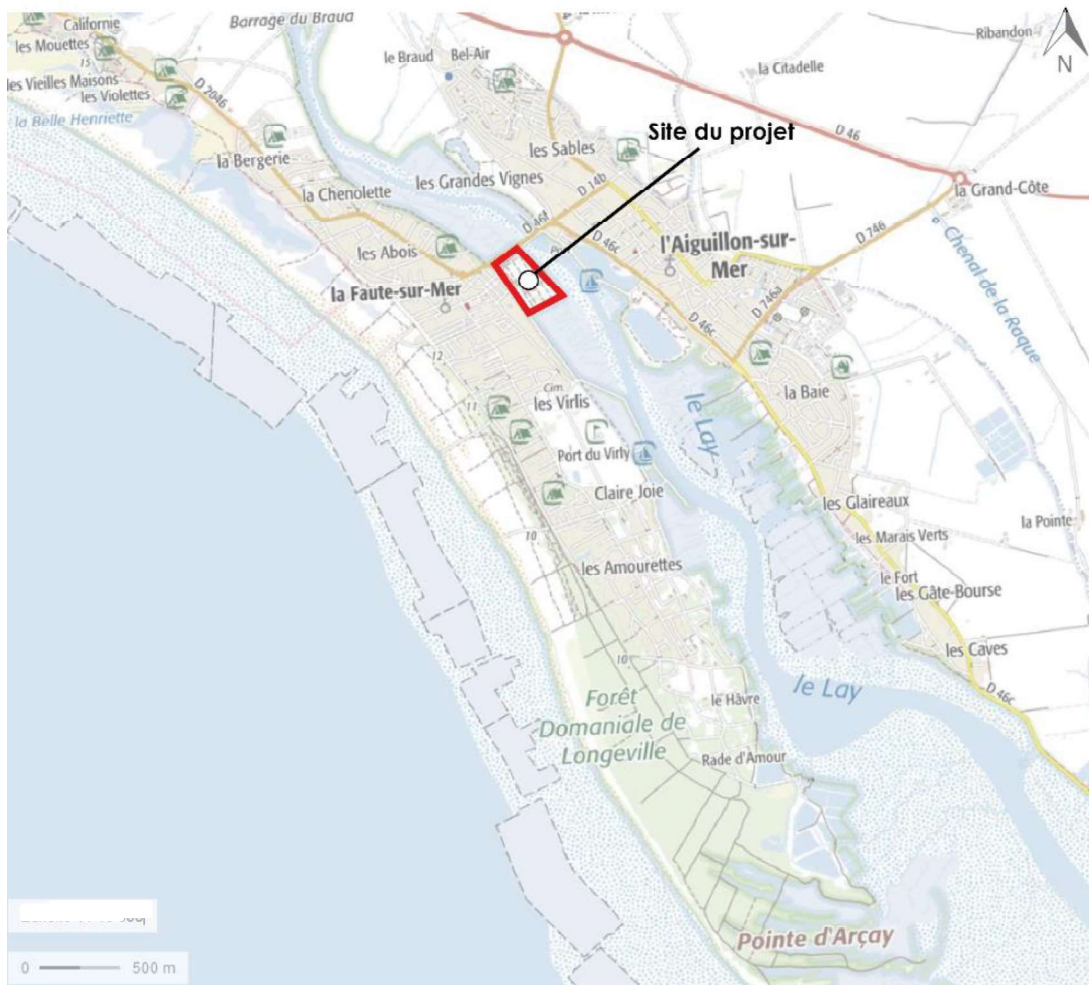 Barrage du Braud
Californie
les Mouettes
15
les Vieilles Maisons
les Violettes
D 2046
la Belle Henriette
la Bergerie
la Chenolette
les Abois
la Faute-sur-Mer
le Braud
Bel-Air
les Sables
les Grandes Vignes
D 14b
D 46f
D 46c
Site du projet
la Citadelle
Ribandon
N
D 46
la Grand-Côte
D 746
l'Aiguillon-sur-
Mer
D 746a
D 46c
Chénal de la Raque
la Baie
12
11
Cim.
les Virlis
Port du Virly
le Lay
Claire Joie
10
les Glaireaux
la Pointe
les Marais Verts
les Amourettes
le Fort
les Gâte-Bourse
les Caves
10
le Hâvre
le Lay
D 46c
Forêt
Domaniale de
Longeville
Rade d'Amour
Pointe d'Arçay
0
500 m